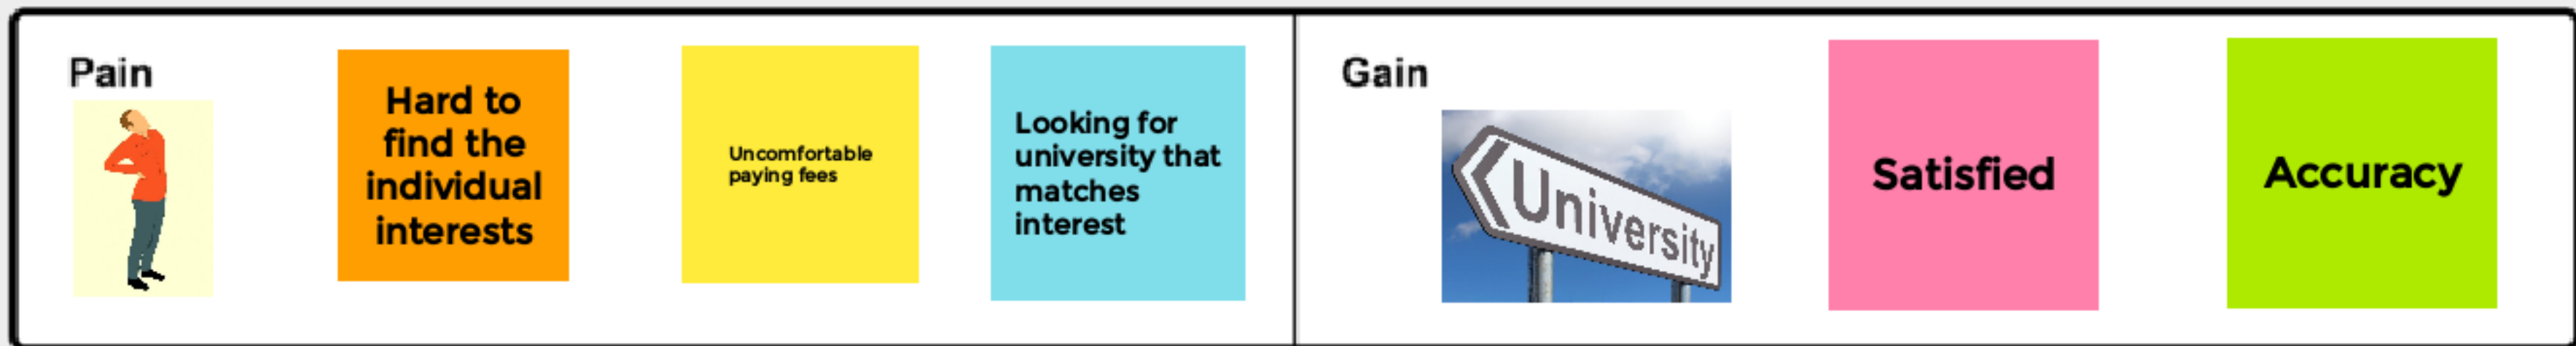 Pain
Hard to
find the
individual
interests
Uncomfortable
paying fees
Looking for
university that
matches
interest
Gain
University
Satisfied
Accuracy